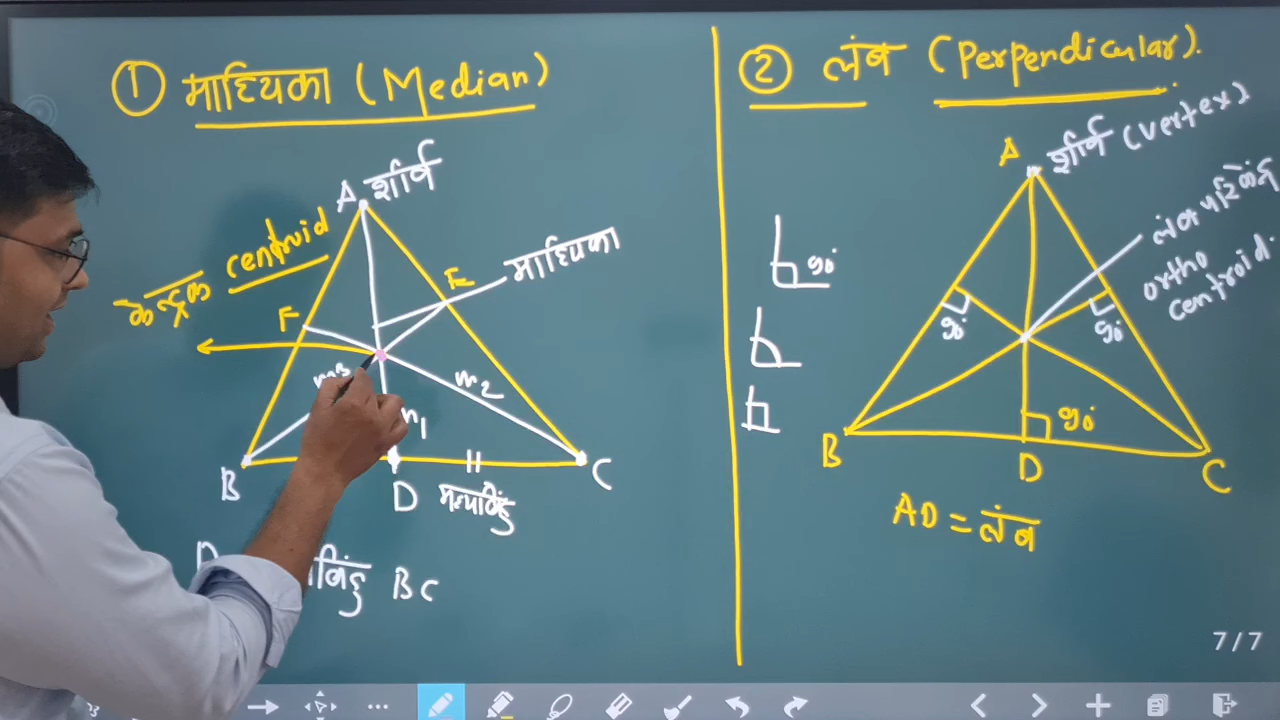 ① माध्यिका (Median)
A शीर्ष
केन्द्रक centroid
F
E
माध्यिका
m3
m2
m1
B
D
C
मध्यबिंदु
D
बिंदु BC
② लंब (Perpendicular).
A शीर्ष (vertex)
90°
90°
90°
90°
ortho
centroid.
B
D
C
AD = लंब
7/7